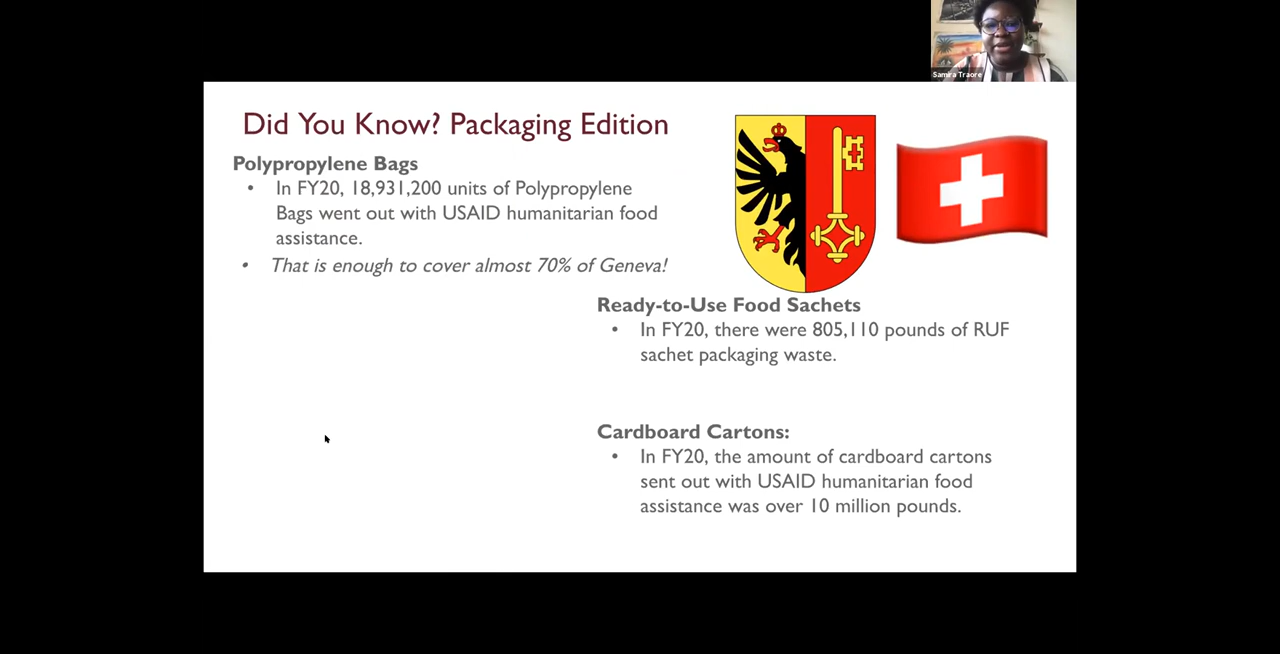 Samira Traore
Did You Know? Packaging Edition
Polypropylene Bags
• In FY20, 18,931,200 units of Polypropylene
Bags went out with USAID humanitarian food
assistance.
• That is enough to cover almost 70% of Geneva!
Ready-to-Use Food Sachets
• In FY20, there were 805,110 pounds of RUF
sachet packaging waste.
Cardboard Cartons:
• In FY20, the amount of cardboard cartons
sent out with USAID humanitarian food
assistance was over 10 million pounds.